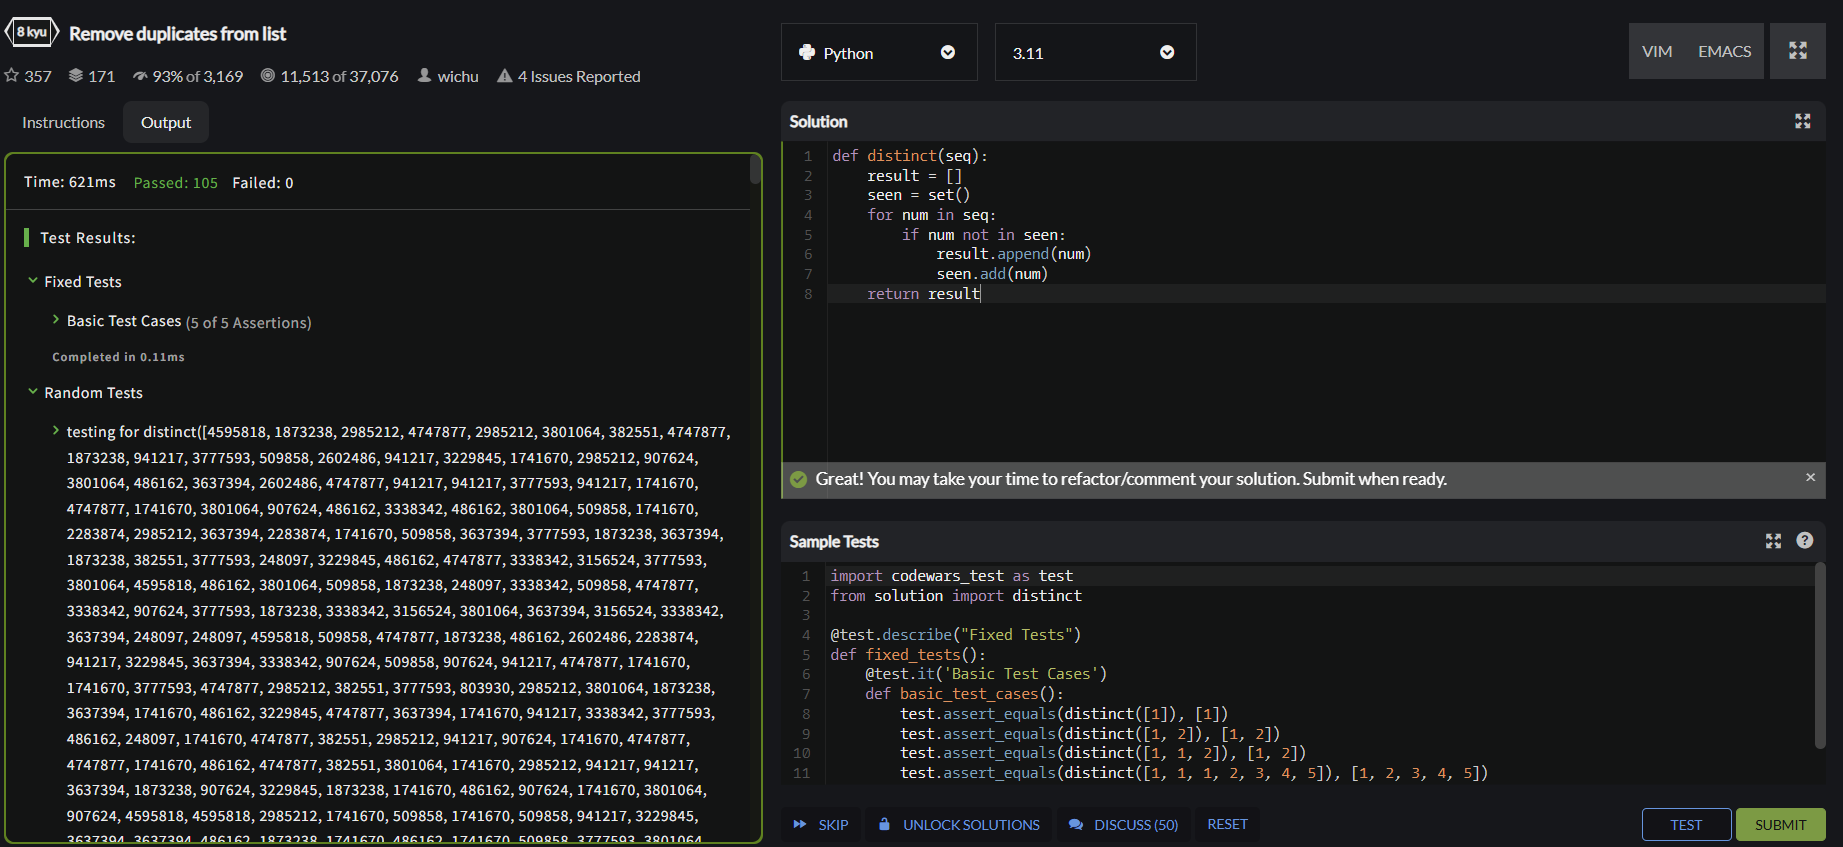 8 kyu Remove duplicates from list
357 171 93% of 3,169 11,513 of 37,076 wichu 4 Issues Reported
Instructions Output
Time: 621ms Passed: 105 Failed: 0
Test Results:
Fixed Tests
Basic Test Cases (5 of 5 Assertions)
Completed in 0.11ms
Random Tests
testing for distinct([4595818, 1873238, 2985212, 4747877, 2985212, 3801064, 382551, 4747877,
1873238, 941217, 3777593, 509858, 2602486, 941217, 3229845, 1741670, 2985212, 907624,
3801064, 486162, 3637394, 2602486, 4747877, 941217, 941217, 3777593, 941217, 1741670,
4747877, 1741670, 3801064, 907624, 486162, 3338342, 486162, 3801064, 509858, 1741670,
2283874, 2985212, 3637394, 2283874, 1741670, 509858, 3637394, 3777593, 1873238, 3637394,
1873238, 382551, 3777593, 248097, 3229845, 486162, 4747877, 3338342, 3156524, 3777593,
3801064, 4595818, 486162, 3801064, 509858, 1873238, 248097, 3338342, 509858, 4747877,
3338342, 907624, 3777593, 1873238, 3338342, 3156524, 3801064, 3637394, 3156524, 3338342,
3637394, 248097, 248097, 4595818, 509858, 4747877, 1873238, 486162, 2602486, 2283874,
941217, 3229845, 3637394, 3338342, 907624, 509858, 907624, 941217, 4747877, 1741670,
1741670, 3777593, 4747877, 2985212, 382551, 3777593, 803930, 2985212, 3801064, 1873238,
3637394, 1741670, 486162, 3229845, 4747877, 3637394, 1741670, 941217, 3338342, 3777593,
486162, 248097, 1741670, 4747877, 382551, 2985212, 941217, 907624, 1741670, 4747877,
4747877, 1741670, 486162, 4747877, 382551, 3801064, 1741670, 2985212, 941217, 941217,
3637394, 1873238, 907624, 3229845, 1873238, 1741670, 486162, 907624, 1741670, 3801064,
907624, 4595818, 4595818, 2985212, 1741670, 509858, 1741670, 509858, 941217, 3229845,
3637394, 3637394, 486162, 1873238, 1741670, 486162, 1741670, 509858, 3777593, 3801064
Python 3.11 VIM EMACS
Solution
1 def distinct(seq):
2 result = []
3 seen = set()
4 for num in seq:
5 if num not in seen:
6 result.append(num)
7 seen.add(num)
8 return result
Great! You may take your time to refactor/comment your solution. Submit when ready. ×
Sample Tests ?
1 import codewars_test as test
2 from solution import distinct
3
4 @test.describe("Fixed Tests")
5 def fixed_tests():
6 @test.it('Basic Test Cases')
7 def basic_test_cases():
8 test.assert_equals(distinct([1]), [1])
9 test.assert_equals(distinct([1, 2]), [1, 2])
10 test.assert_equals(distinct([1, 1, 2]), [1, 2])
11 test.assert_equals(distinct([1, 1, 1, 2, 3, 4, 5]), [1, 2, 3, 4, 5])
SKIP UNLOCK SOLUTIONS DISCUSS (50) RESET TEST SUBMIT